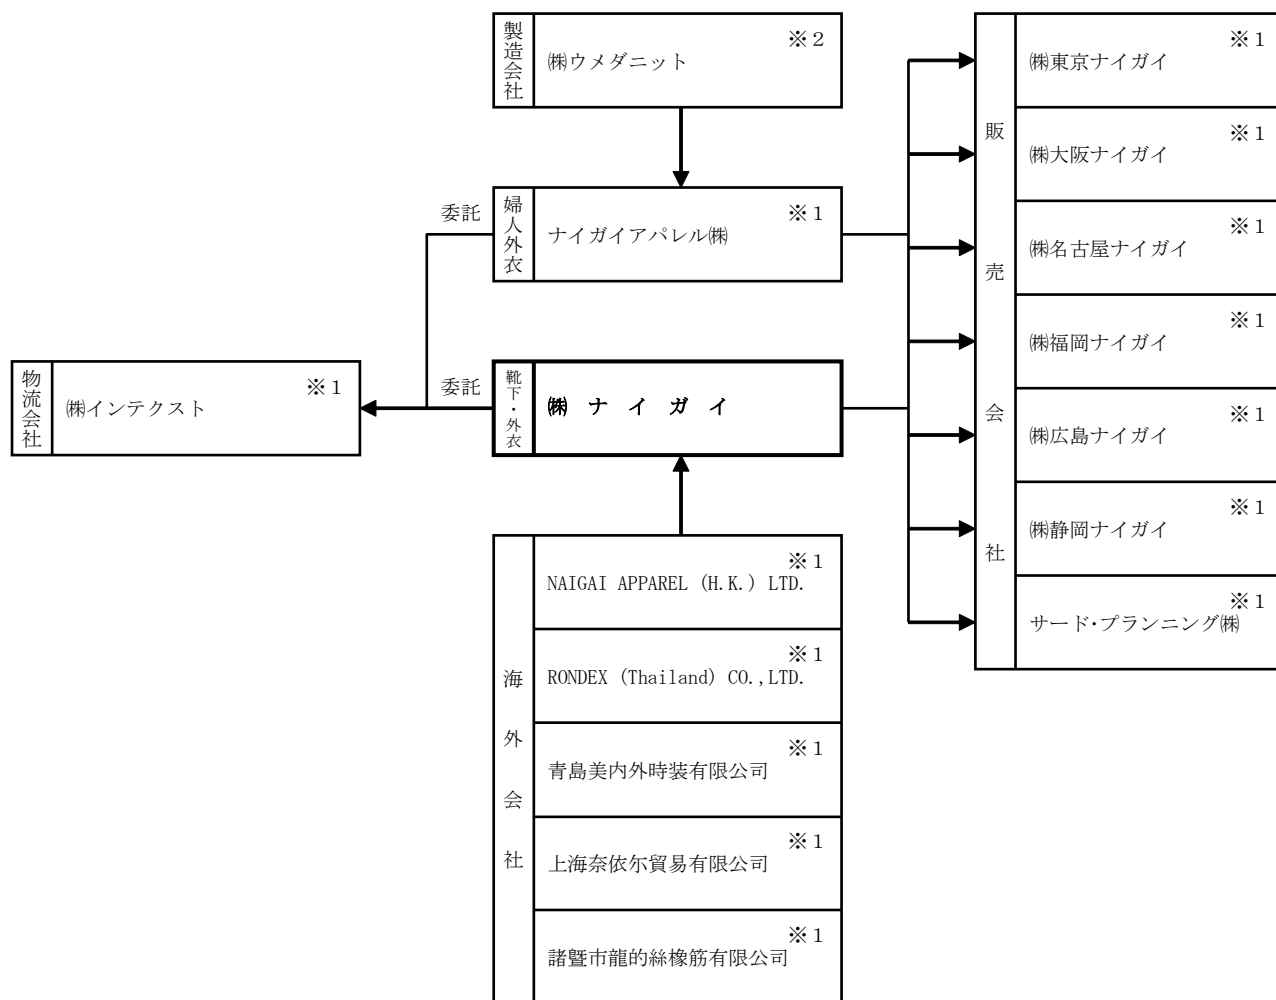 製造会社
※2
㈱ウメダニット
委託
婦人外衣
※1
ナイガイアパレル㈱
物流会社
※1
㈱インテクスト
委託
靴下・外衣
㈱ナイガイ
海外会社
※1
NAIGAI APPAREL (H.K.) LTD.
※1
RONDEX (Thailand) CO.,LTD.
※1
青島美内外時装有限公司
※1
上海奈依尓貿易有限公司
※1
諸暨市龍的絲橡筋有限公司
販売会社
※1
㈱東京ナイガイ
※1
㈱大阪ナイガイ
※1
㈱名古屋ナイガイ
※1
㈱福岡ナイガイ
※1
㈱広島ナイガイ
※1
㈱静岡ナイガイ
※1
サード・プランニング㈱